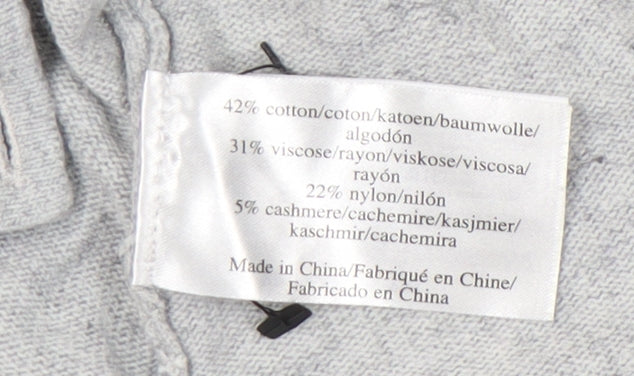 42% cotton/coton/katoen/baumwolle/
algodón
31% viscose/rayon/viskose/viscosa/
rayón
22% nylon/nilón
5% cashmere/cachemire/kasjmier/
kaschmir/cachemira
Made in China/Fabriqué en Chine/
Fabricado en China